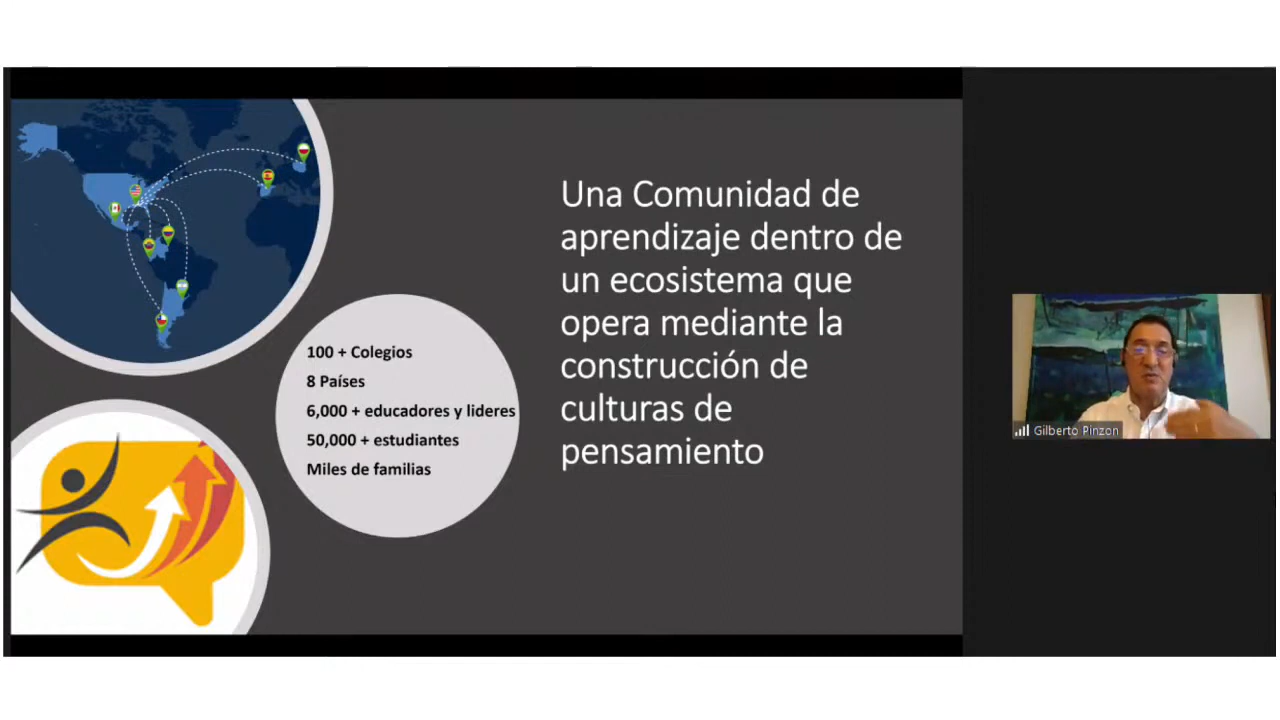 Una Comunidad de
aprendizaje dentro de
un ecosistema que
opera mediante la
construcción de
culturas de
pensamiento
100 + Colegios
8 Países
6,000 + educadores y lideres
50,000 + estudiantes
Miles de familias
Gilberto Pinzon